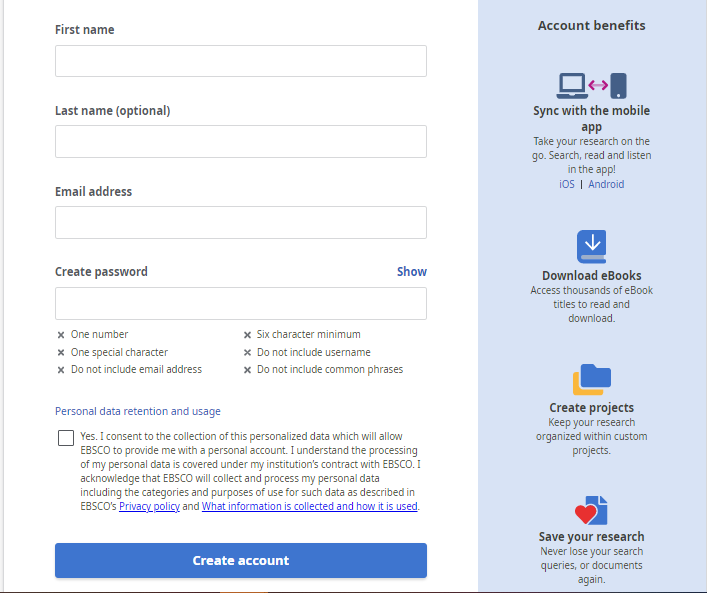 First name
Last name (optional)
Email address
Create password
Show
One number
Six character minimum
One special character
Do not include username
Do not include email address
Do not include common phrases
Personal data retention and usage
Yes. I consent to the collection of this personalized data which will allow
EBSCO to provide me with a personal account. I understand the processing
of my personal data is covered under my institution's contract with EBSCO. I
acknowledge that EBSCO will collect and process my personal data
including the categories and purposes of use for such data as described in
EBSCO's Privacy policy and What information is collected and how it is used.
Create account
Account benefits
Sync with the mobile
app
Take your research on the
go. Search, read and listen
in the app!
iOS | Android
Download eBooks
Access thousands of eBook
titles to read and
download.
Create projects
Keep your research
organized within custom
projects.
Save your research
Never lose your search
queries, or documents
again.